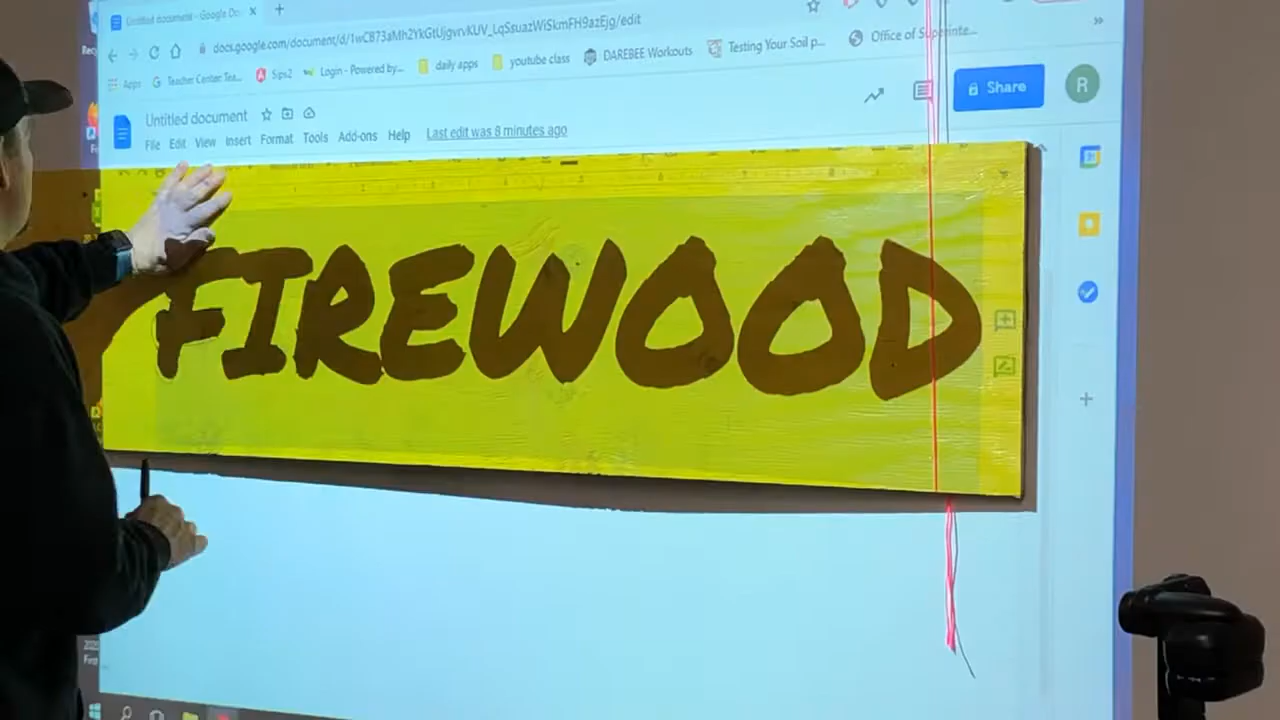 Untitled document - Google Do
docs.google.com/document/d/1wCB73aMh2YkGtUjgvrvKUV_LqSsuazWiSkmFH9azEjg/edit
Apps Teacher Center Tea... Sips2 Login - Powered by... daily apps youtube class DAREBEE Workouts Testing Your Soil p... Office of Superinte...
Untitled document
File Edit View Insert Format Tools Add-ons Help Last edit was 8 minutes ago
Share
R
FIREWOOD